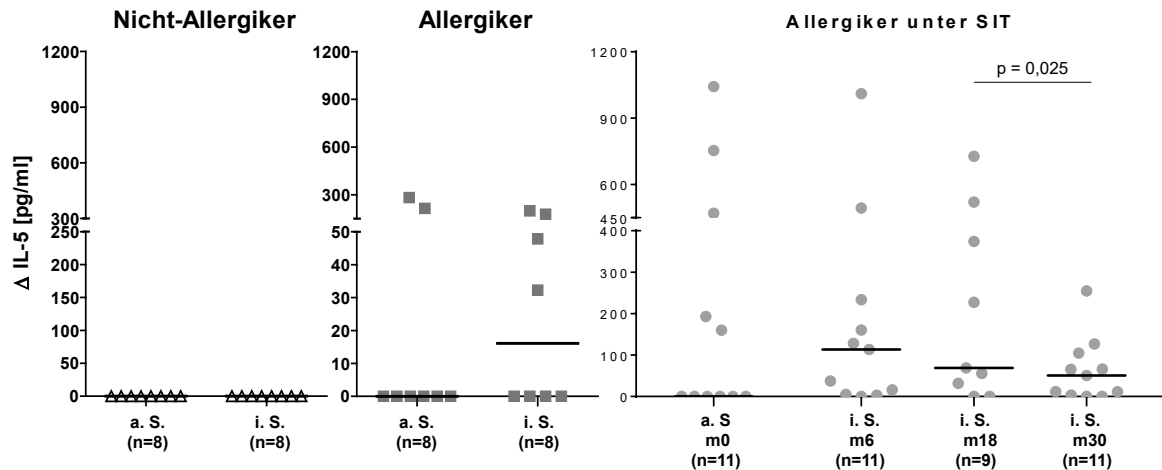 Nicht-Allergiker
Allergiker
Allergiker unter SIT
Δ IL-5 [pg/ml]
1200
900
600
300
250
200
150
100
50
0
a. S.
(n=8)
i. S.
(n=8)
1200
900
600
300
50
40
30
20
10
0
a. S.
(n=8)
i. S.
(n=8)
p = 0,025
1200
900
600
450
400
300
200
100
0
a. S
m0
(n=11)
i. S.
m6
(n=11)
i. S.
m18
(n=9)
i. S.
m30
(n=11)